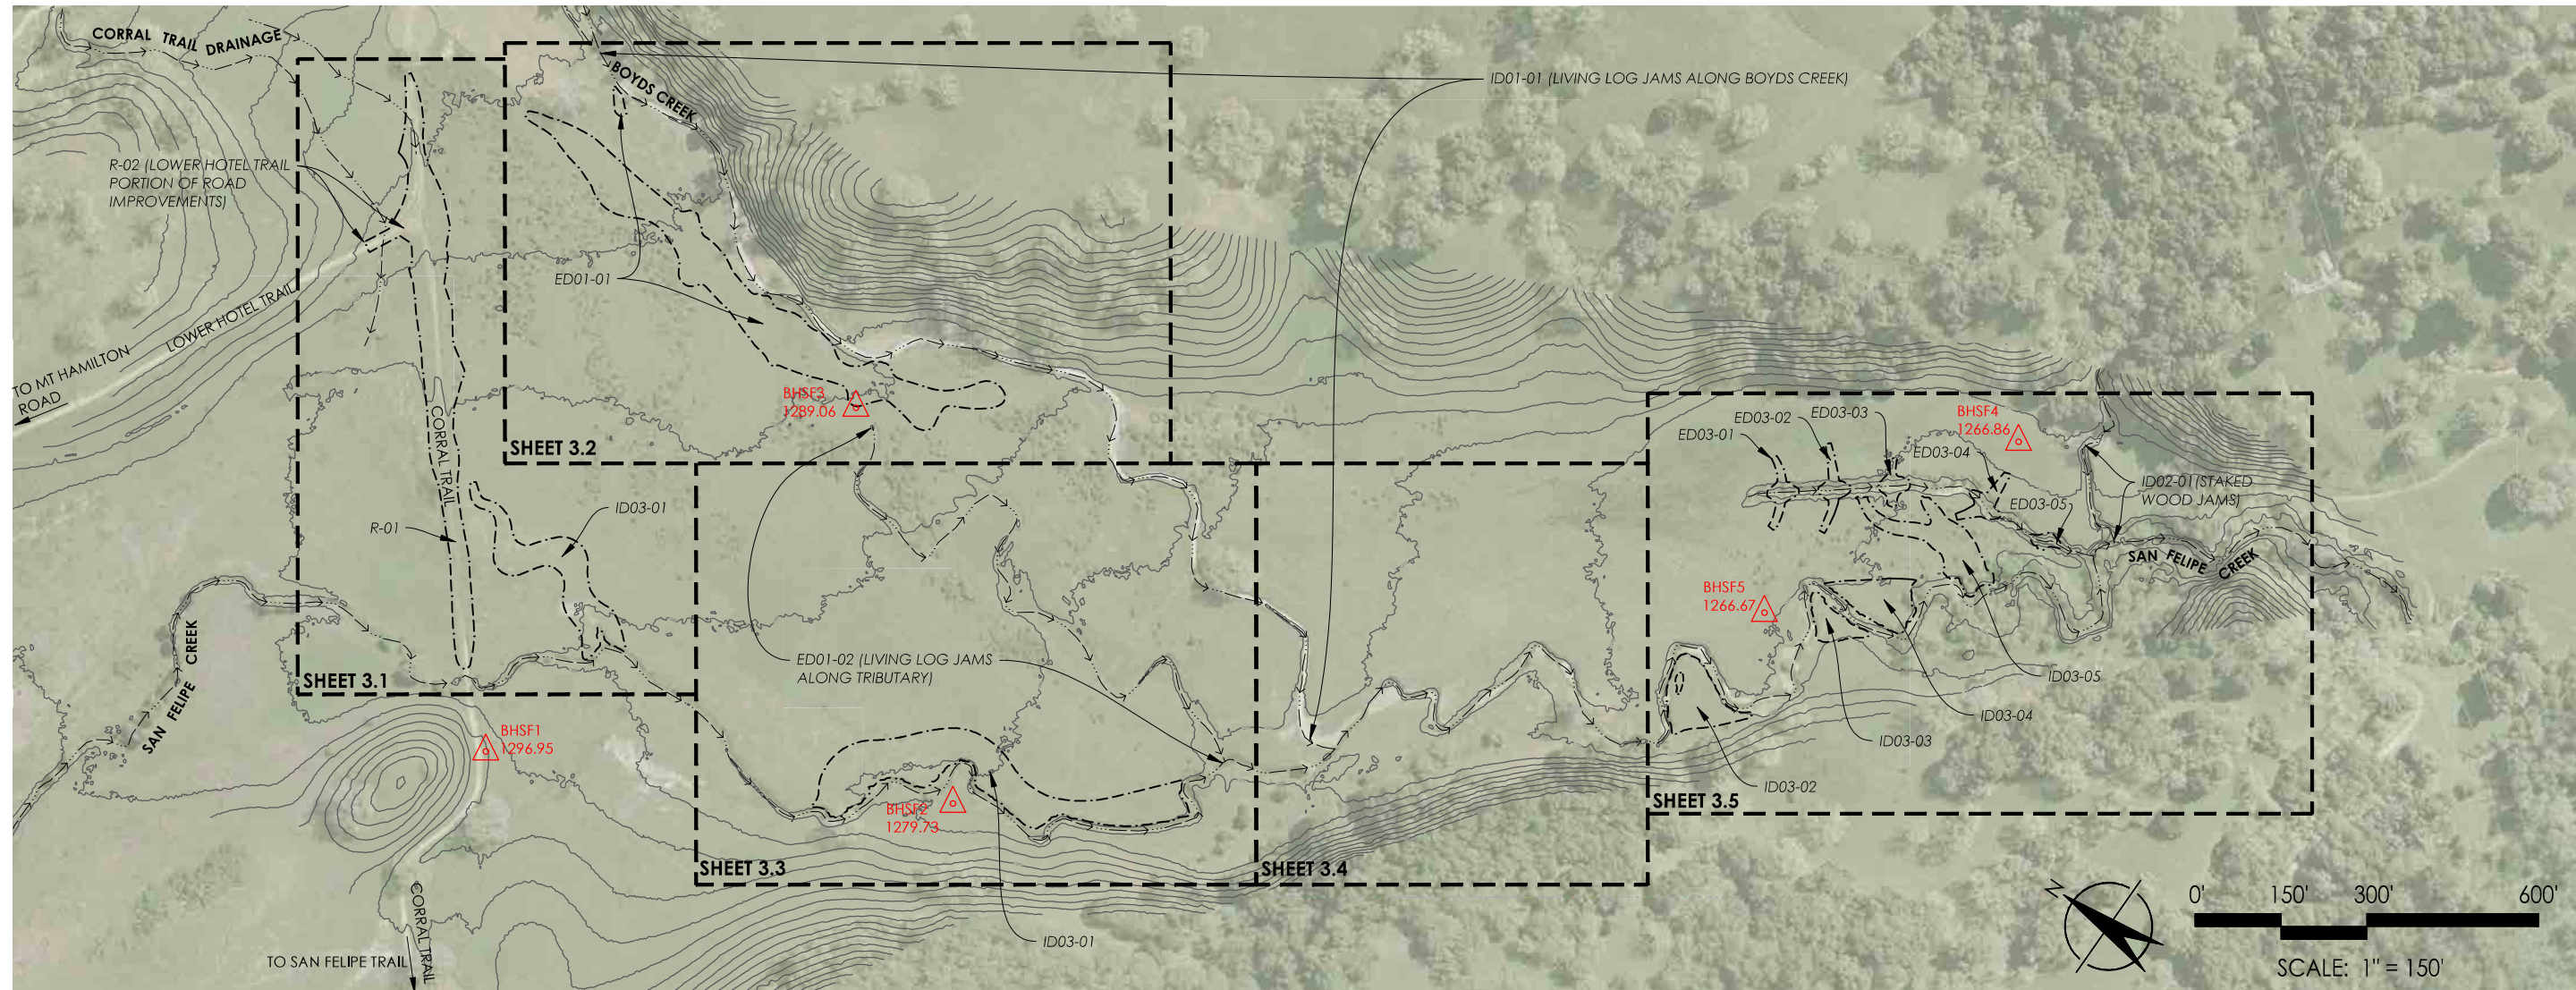 CORRAL TRAIL DRAINAGE
BOYDS CREEK
ID01-01 (LIVING LOG JAMS ALONG BOYDS CREEK)
R-02 (LOWER HOTEL TRAIL
PORTION OF ROAD
IMPROVEMENTS)
ED01-01
LOWER HOTEL TRAIL
TO MT HAMILTON
ROAD
CORRAL TRAIL
BHSF3
1289.06
SHEET 3.2
ED03-01
ED03-02
ED03-03
BHSF4
1266.86
ED03-04
ID02-01(STAKED
WOOD JAMS)
ED03-05
SAN FELIPE CREEK
R-01
ID03-01
BHSF5
1266.67
SAN FELIPE CREEK
SHEET 3.1
ED01-02 (LIVING LOG JAMS
ALONG TRIBUTARY)
ID03-05
ID03-04
ID03-03
ID03-02
BHSF1
1296.95
BHSF2
1279.73
SHEET 3.5
SHEET 3.3
SHEET 3.4
ID03-01
CORRAL TRAIL
TO SAN FELIPE TRAIL
N
0' 150' 300' 600'
SCALE: 1" = 150'